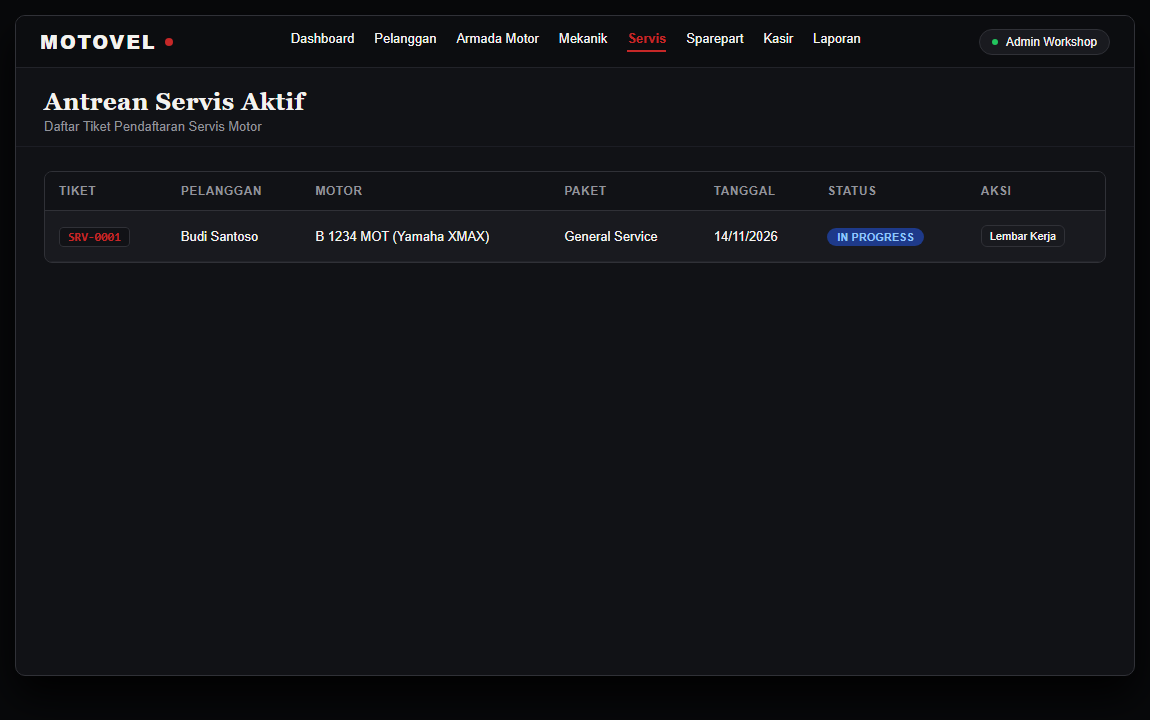 MOTOVEL
Dashboard Pelanggan Armada Motor Mekanik Servis Sparepart Kasir Laporan
Admin Workshop
Antrean Servis Aktif
Daftar Tiket Pendaftaran Servis Motor
TIKET PELANGGAN MOTOR PAKET TANGGAL STATUS AKSI
SRV-0001 Budi Santoso B 1234 MOT (Yamaha XMAX) General Service 14/11/2026 IN PROGRESS Lembar Kerja